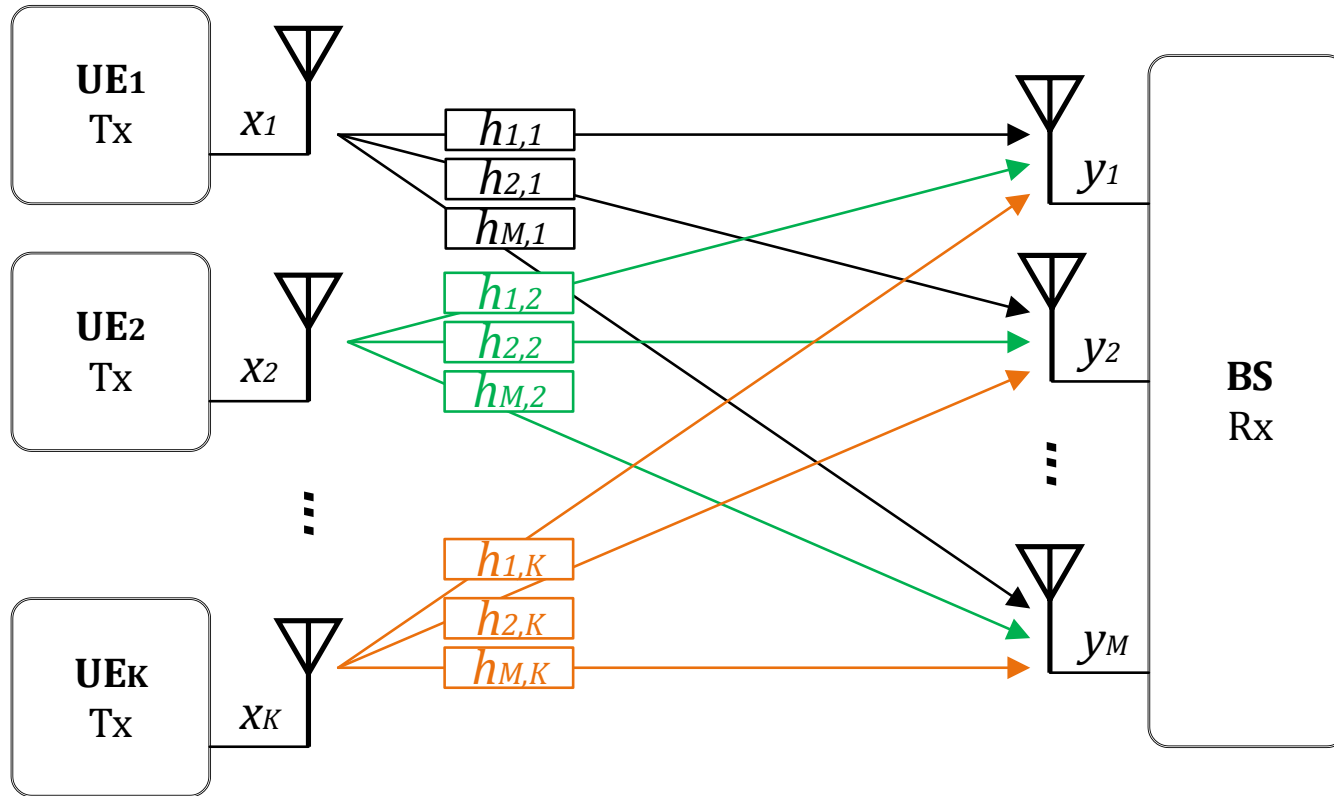 UE1
Tx
x1
h1,1
h2,1
hM,1
y1
UE2
Tx
x2
h1,2
h2,2
hM,2
y2
BS
Rx
⋮
⋮
UEK
Tx
xK
h1,K
h2,K
hM,K
yM